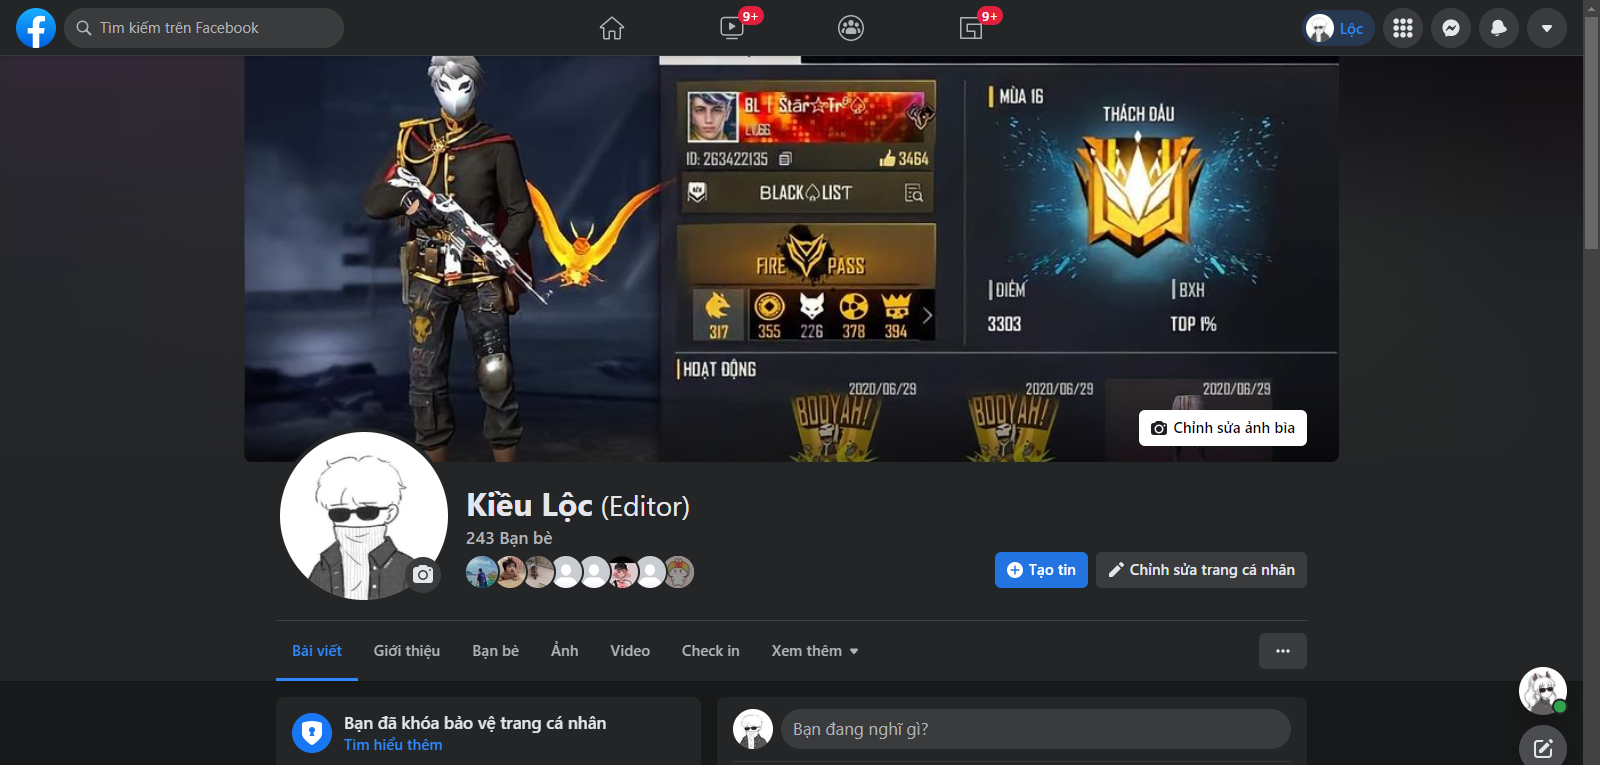 Tìm kiếm trên Facebook
9+
9+
Lộc
BL | Štär☆Tr
LV.66
ID: 263422135
3464
BLACK♤LIST
FIRE PASS
317 355 226 378 394
MÙA 16
THÁCH ĐẤU
ĐIỂM
BXH
3303
TOP 1%
HOẠT ĐỘNG
2020/06/29
2020/06/29
2020/06/29
BOOYAH!
BOOYAH!
Chỉnh sửa ảnh bìa
Kiều Lộc (Editor)
243 Bạn bè
Tạo tin
Chỉnh sửa trang cá nhân
Bài viết
Giới thiệu
Bạn bè
Ảnh
Video
Check in
Xem thêm
Bạn đã khóa bảo vệ trang cá nhân
Tìm hiểu thêm
Bạn đang nghĩ gì?